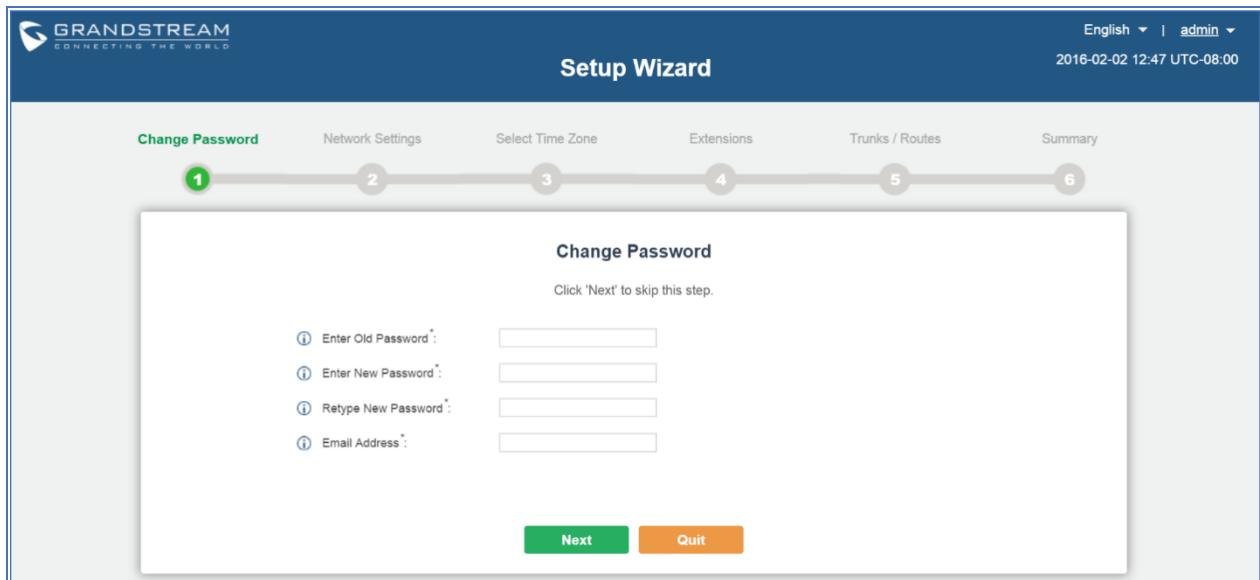 GRANDSTREAM
CONNECTING THE WORLD
English | admin
2016-02-02 12:47 UTC-08:00
Setup Wizard
Change Password Network Settings Select Time Zone Extensions Trunks / Routes Summary
1 2 3 4 5 6
Change Password
Click 'Next' to skip this step.
Enter Old Password*:
Enter New Password*:
Retype New Password*:
Email Address*:
Next Quit